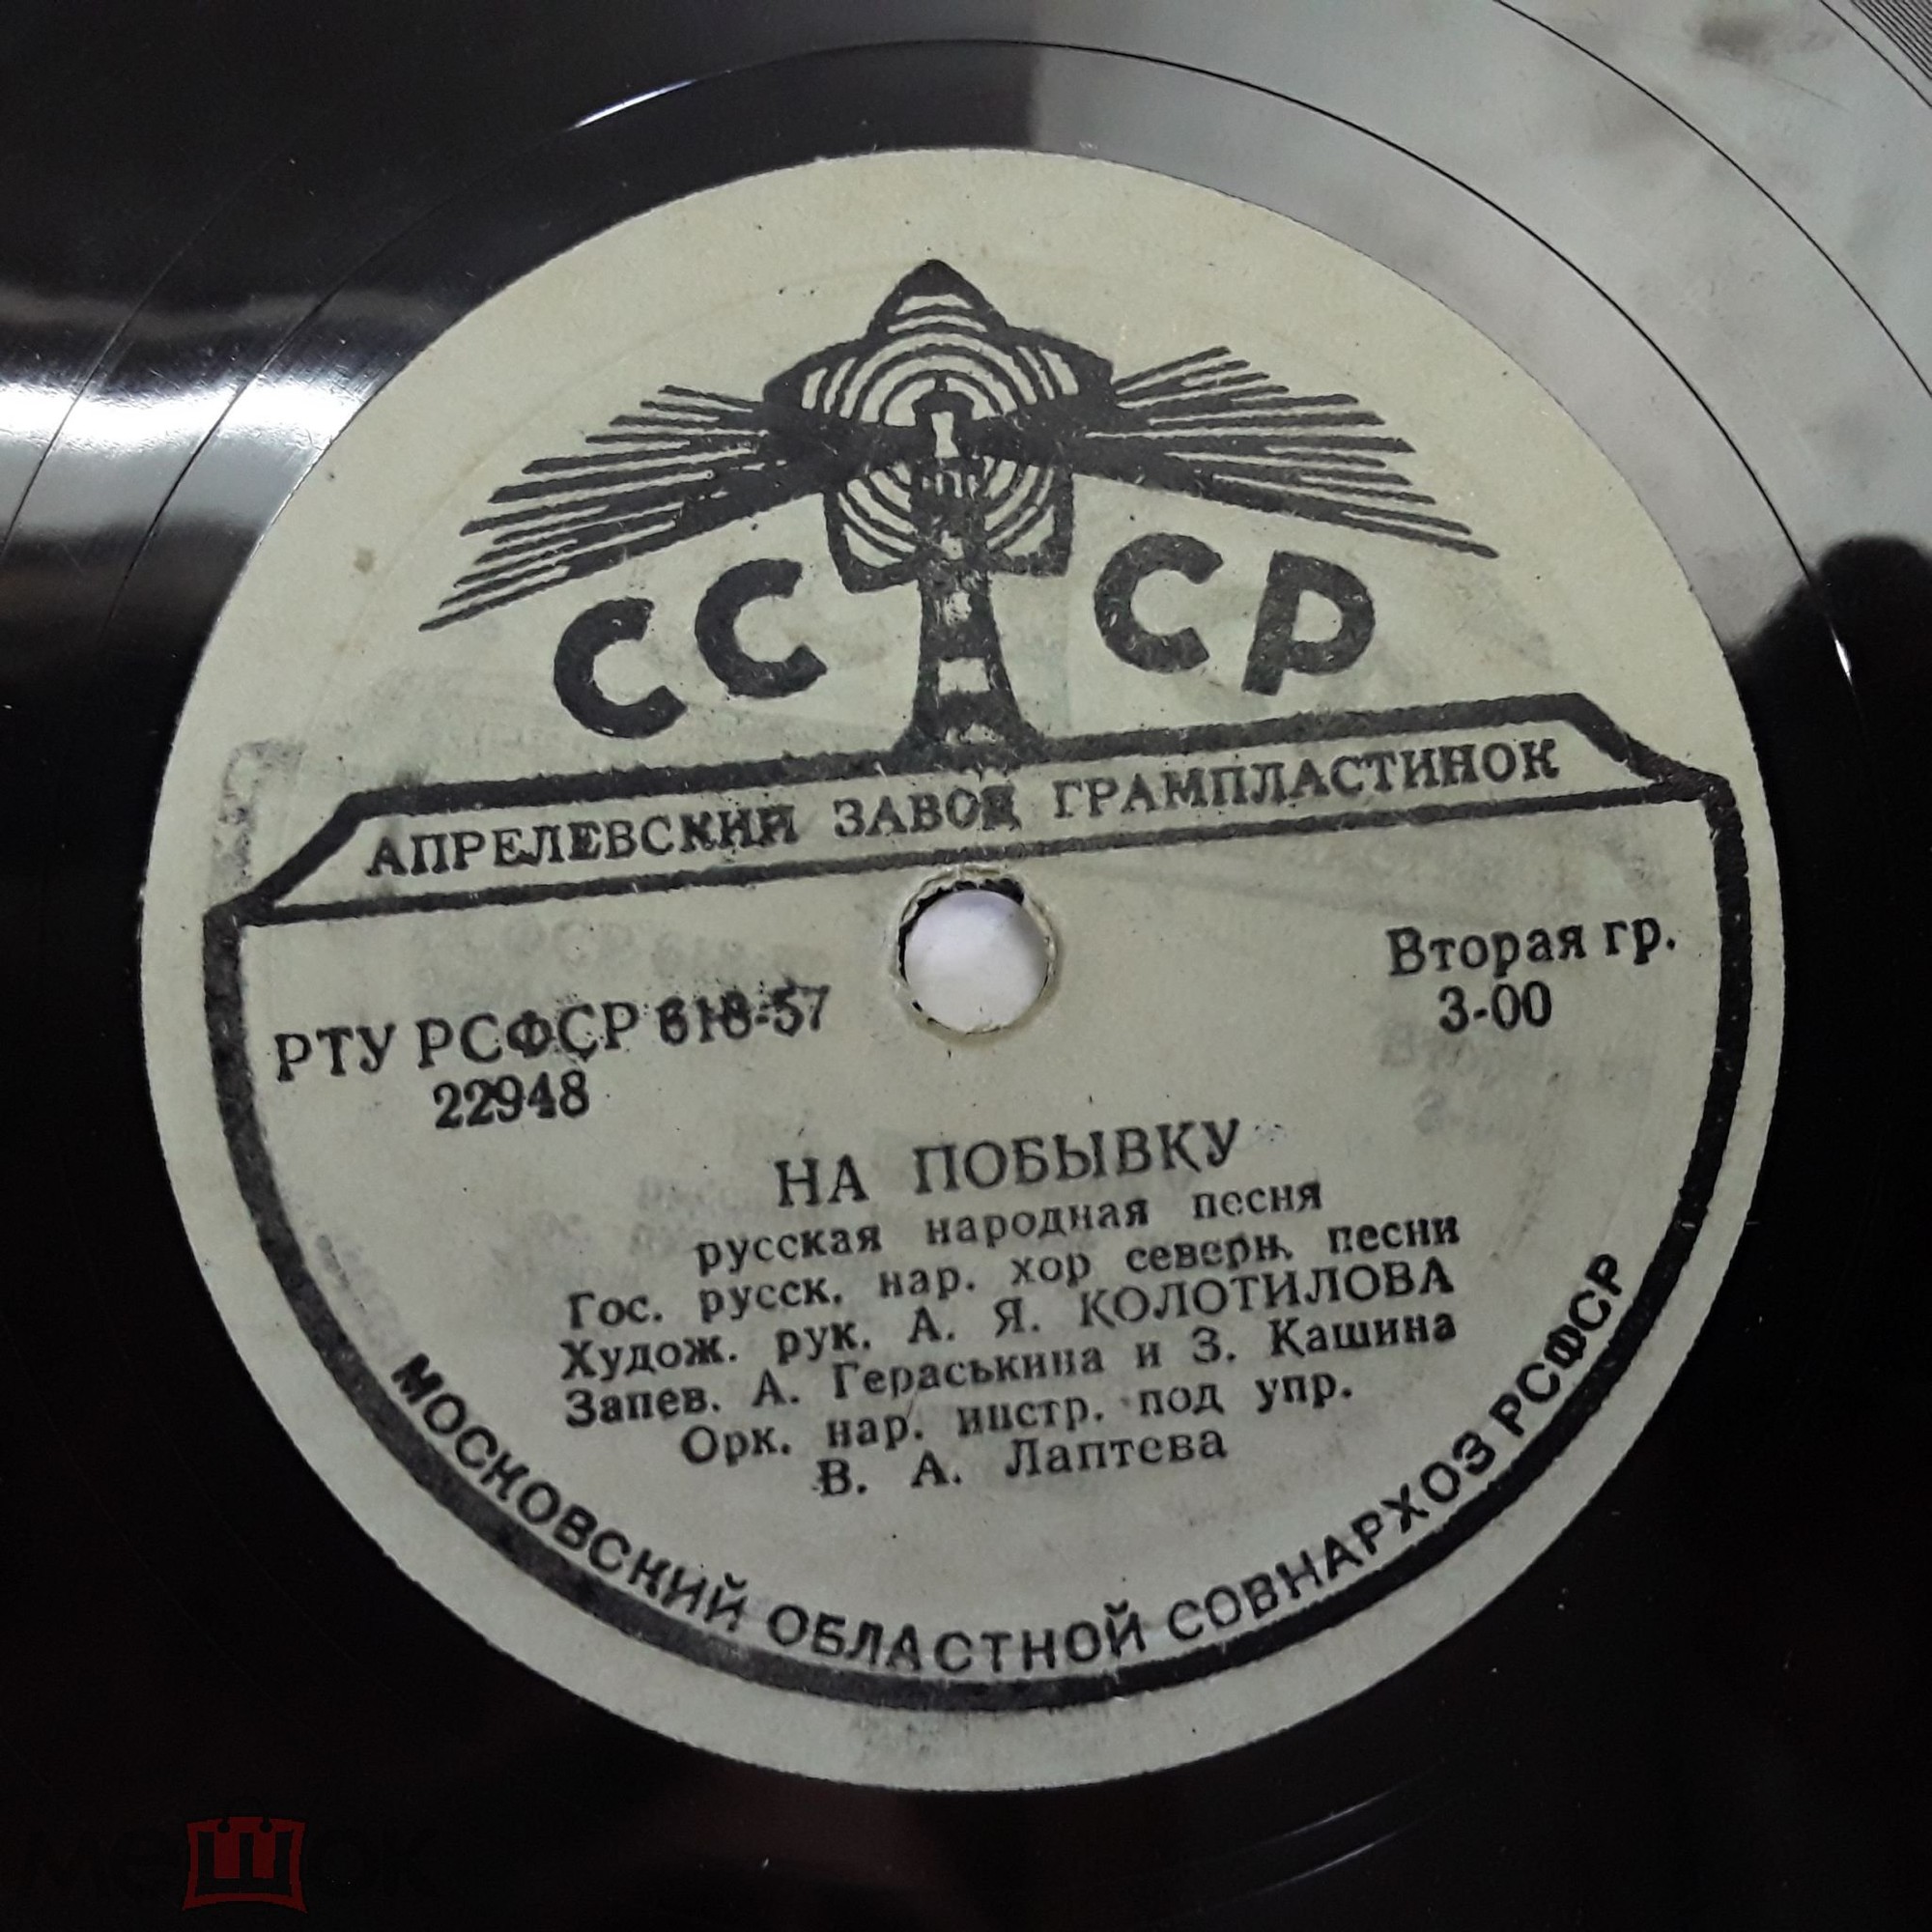 СССР
АПРЕЛЕВСКИЙ ЗАВОД ГРАМПЛАСТИНОК
РТУ РСФСР 618-57
22948
Вторая гр.
3-00
НА ПОБЫВКУ
русская народная песня
Гос. русск. нар. хор северн. песни
Худож. рук. А. Я. КОЛОТИЛОВА
Запев. А. Гераськина и З. Кашина
Орк. нар. инстр. под упр.
В. А. Лаптева
МОСКОВСКИЙ ОБЛАСТНОЙ СОВНАРХОЗ РСФСР
мешок